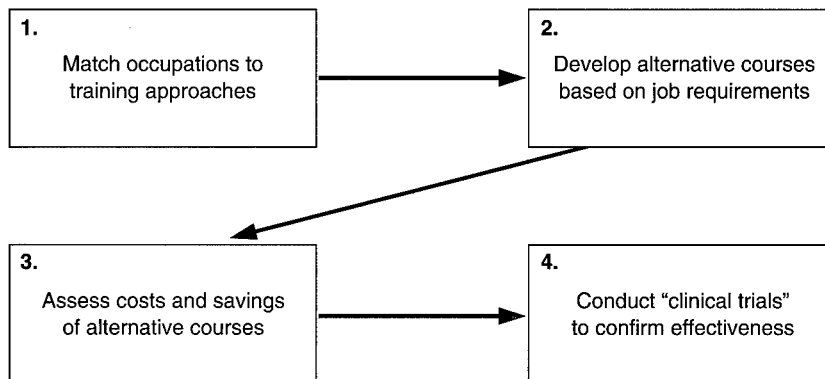 1.
Match occupations to
training approaches
2.
Develop alternative courses
based on job requirements
3.
Assess costs and savings
of alternative courses
4.
Conduct “clinical trials”
to confirm effectiveness